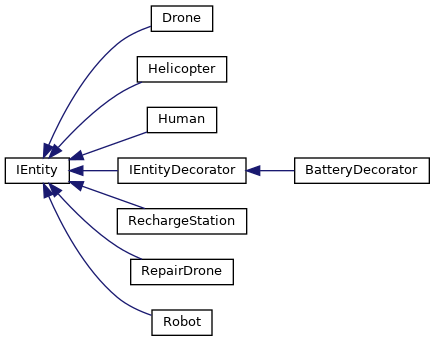 Drone
Helicopter
Human
IEntity
IEntityDecorator
BatteryDecorator
RechargeStation
RepairDrone
Robot